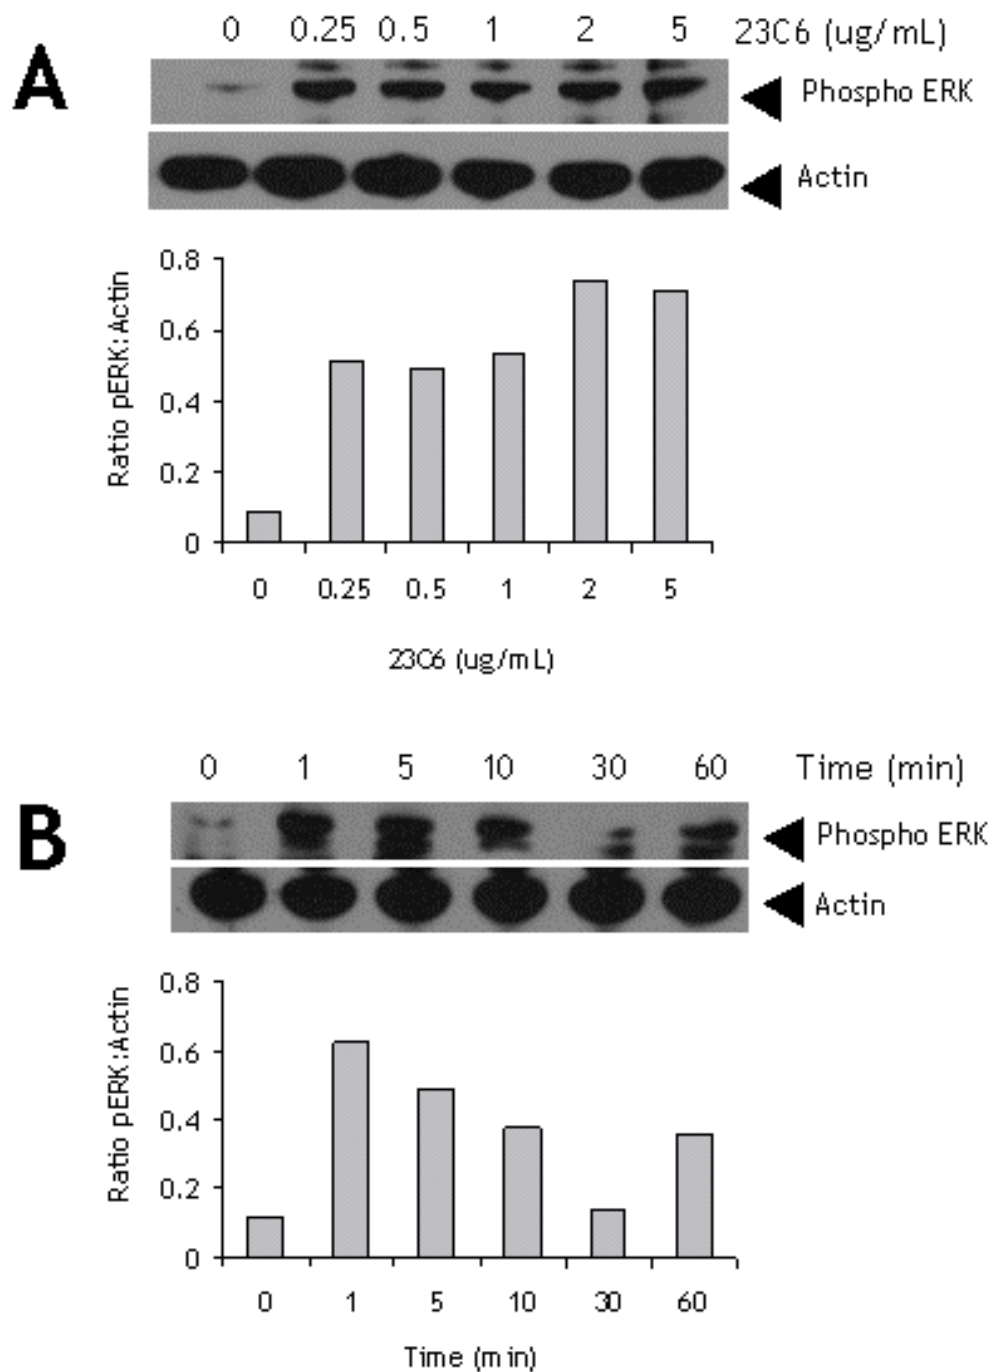 A
0 0.25 0.5 1 2 5 23C6 (ug/mL)
Phospho ERK
Actin
Ratio pERK:Actin
0.8
0.6
0.4
0.2
0
0 0.25 0.5 1 2 5
23C6 (ug/mL)
B
0 1 5 10 30 60 Time (min)
Phospho ERK
Actin
Ratio pERK:Actin
0.8
0.6
0.4
0.2
0
0 1 5 10 30 60
Time (min)